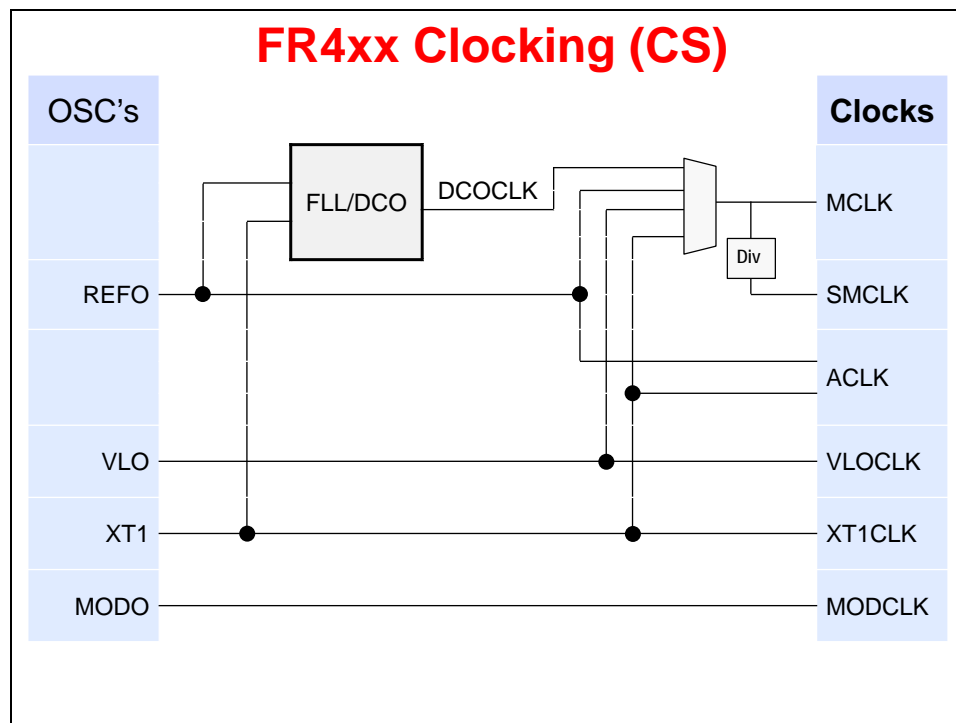 FR4xx Clocking (CS)
OSC's
Clocks
FLL/DCO
DCOCLK
MCLK
Div
REFO
SMCLK
ACLK
VLO
VLOCLK
XT1
XT1CLK
MODO
MODCLK